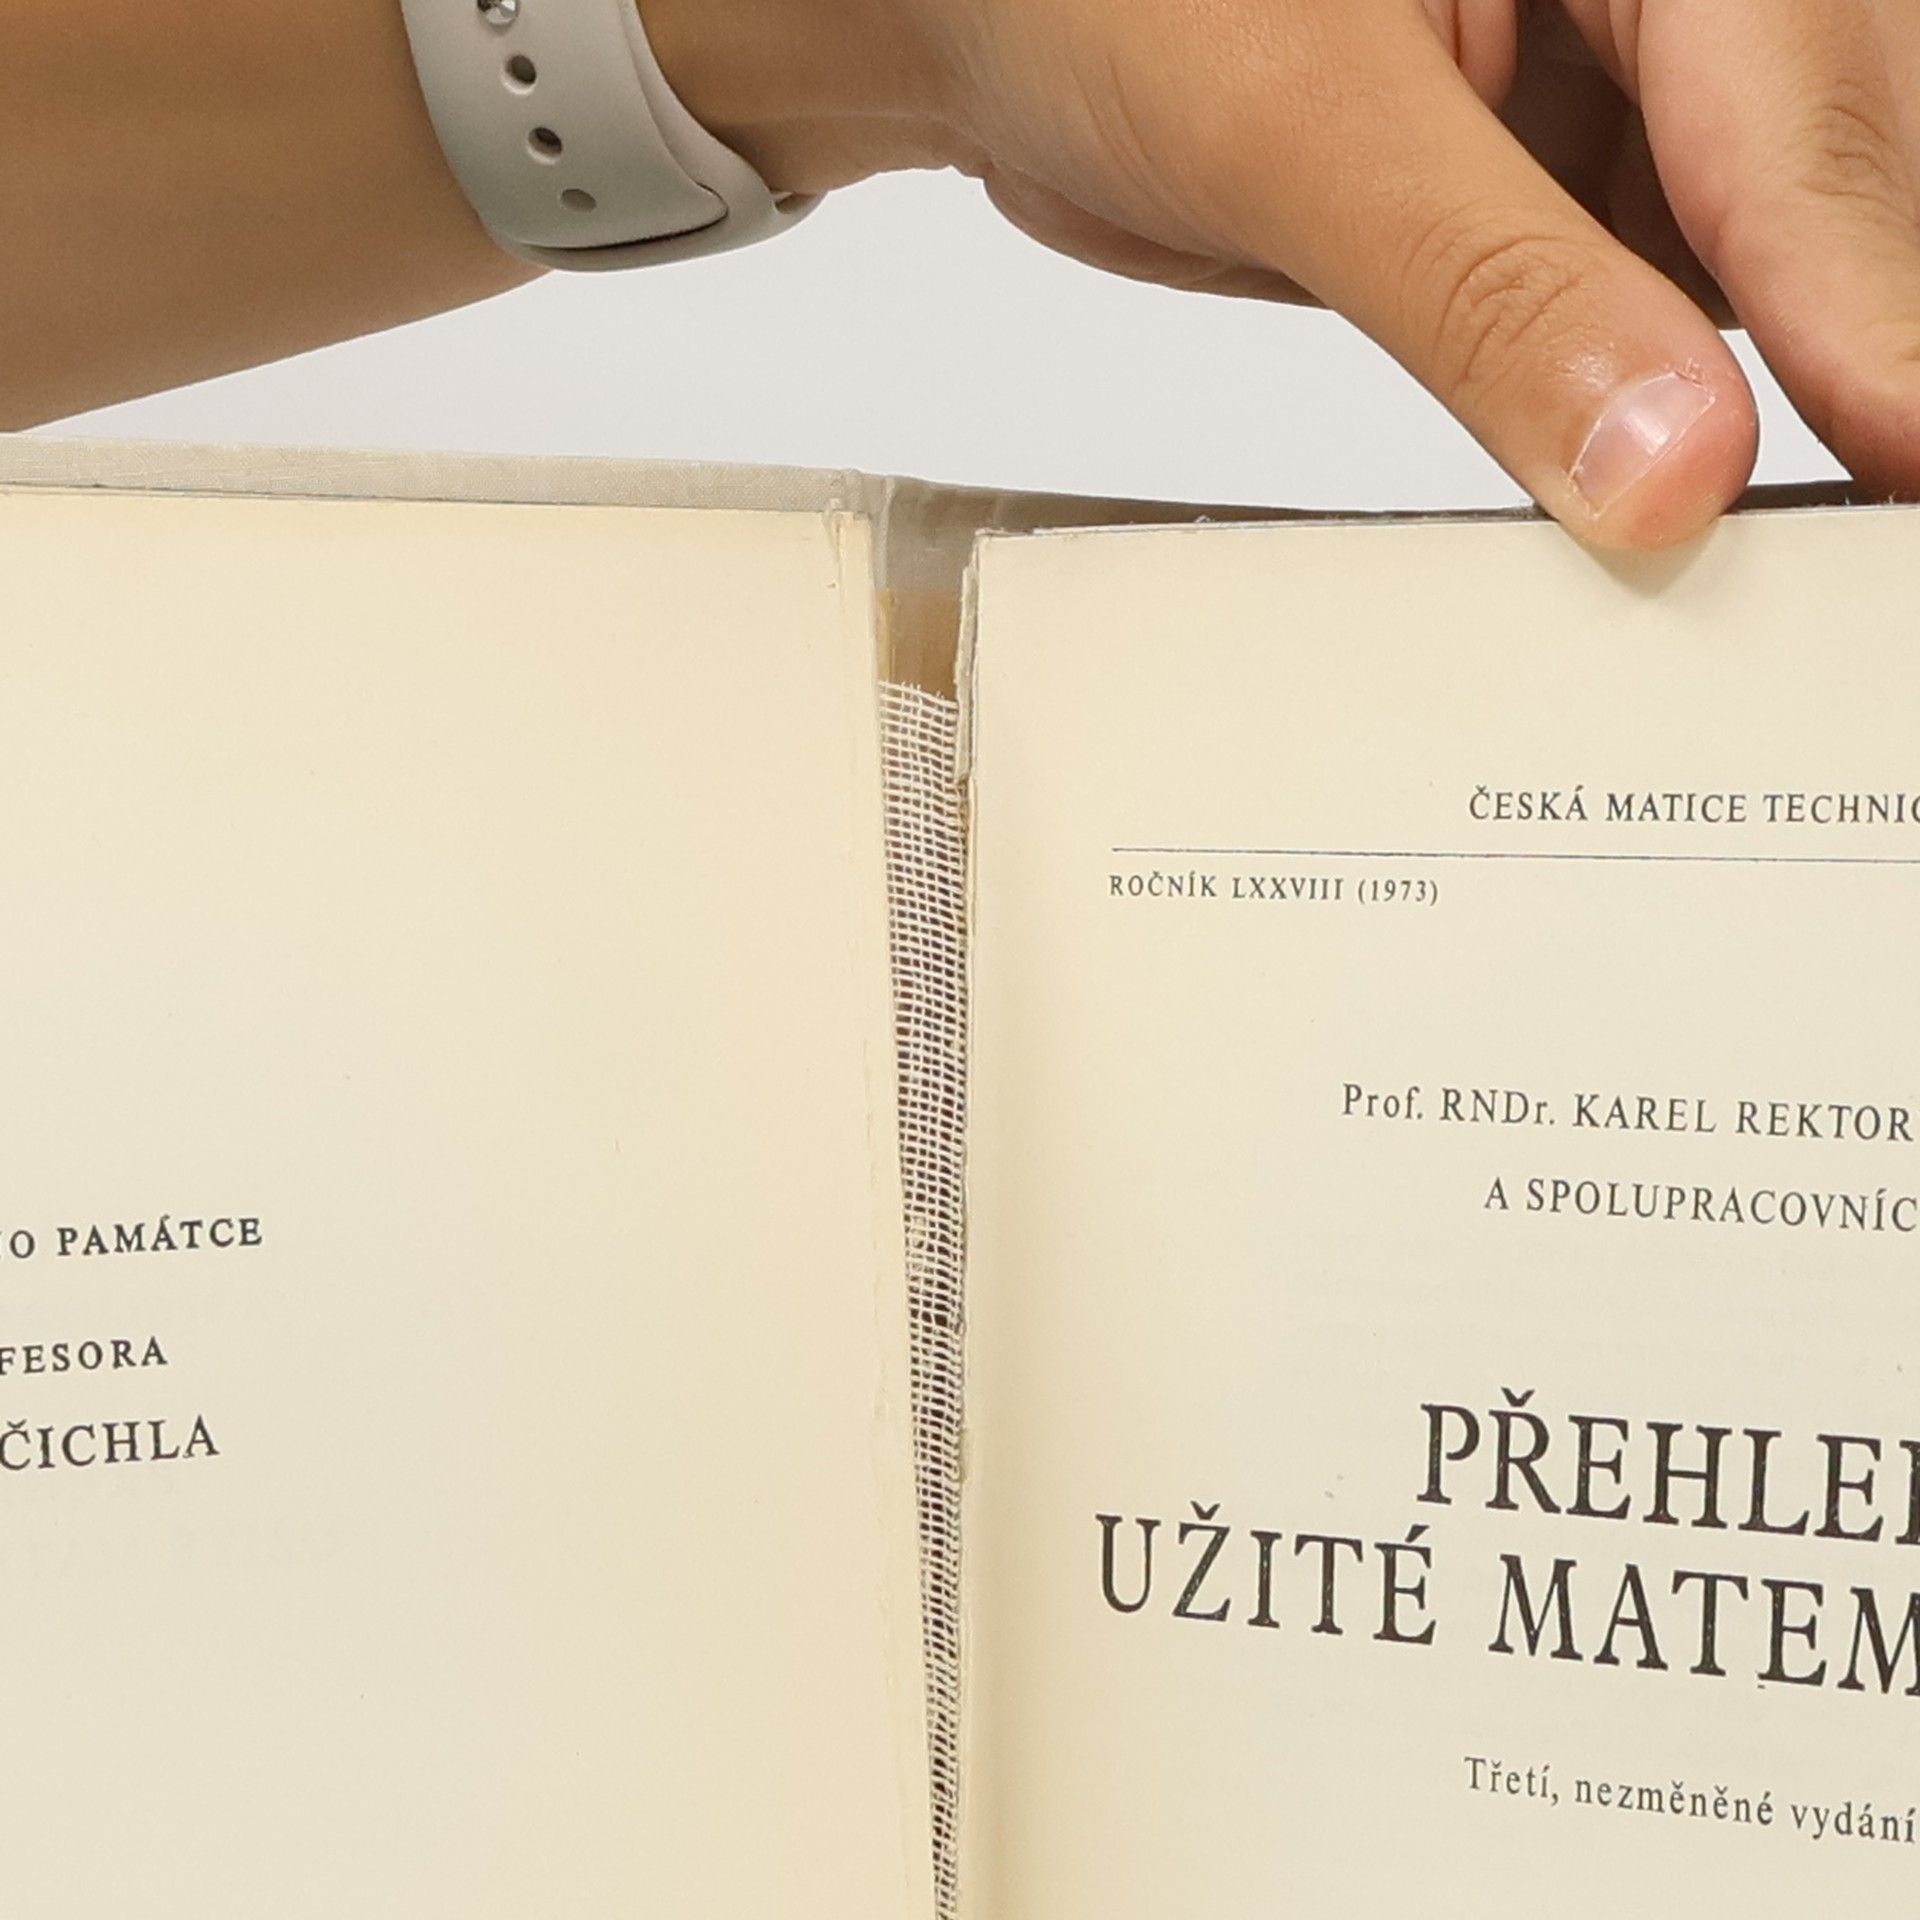 PAMÁTCE
FESORA
ČICHLA
ČESKÁ MATICE TECHNIC
ROČNÍK LXXVIII (1973)
Prof. RNDr. KAREL REKTOR
A SPOLUPRACOVNÍC
PŘEHLE
UŽITÉ MATEM
Třetí, nezměněné vydání